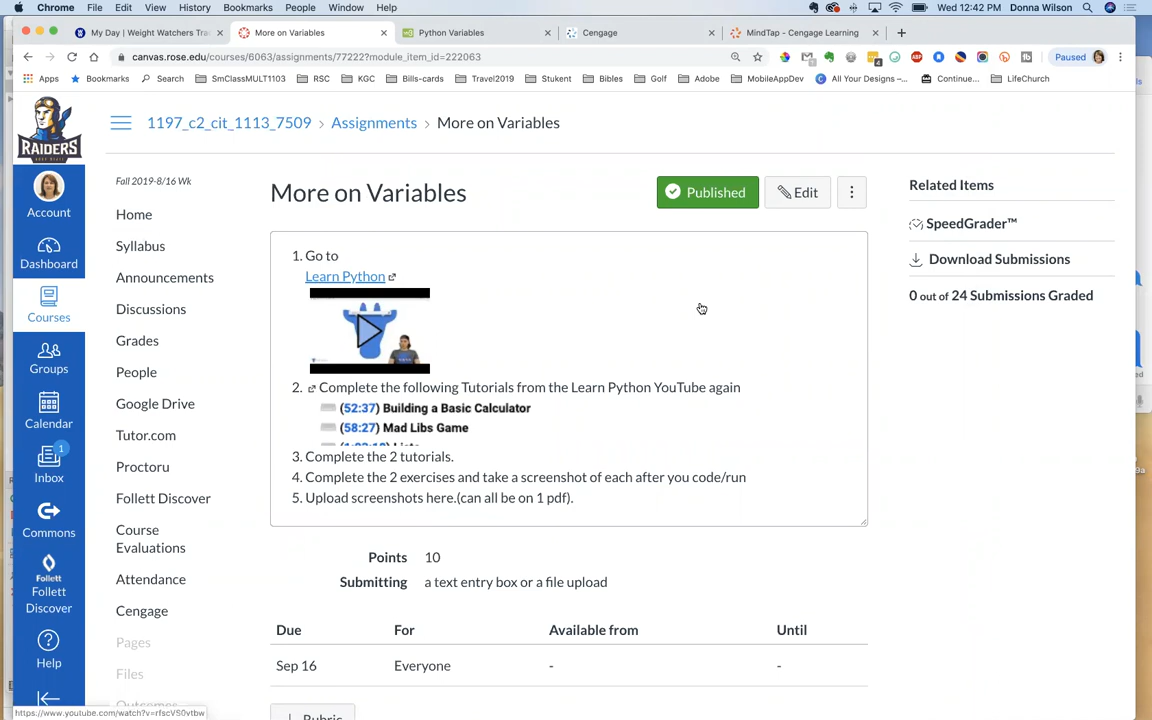 Chrome File Edit View History Bookmarks People Window Help Wed 12:42 PM Donna Wilson
My Day | Weight Watchers Tra × More on Variables × Python Variables × Cengage × MindTap - Cengage Learning × +
canvas.rose.edu/courses/6063/assignments/77222?module_item_id=222063 Paused
Apps Bookmarks Search SmClassMULT1103 RSC KGC Bills-cards Travel2019 Stukent Bibles Golf Adobe MobileAppDev All Your Designs –... Continue... LifeChurch
RAIDERS
1197_c2_cit_1113_7509 › Assignments › More on Variables
Account
Dashboard
Courses
Groups
Calendar
1
Inbox
Commons
Follett
Discover
Help
Fall 2019-8/16 Wk
Home
Syllabus
Announcements
Discussions
Grades
People
Google Drive
Tutor.com
Proctoru
Follett Discover
Course
Evaluations
Attendance
Cengage
Pages
Files
Outcomes
More on Variables
Published Edit
1. Go to
Learn Python
2. Complete the following Tutorials from the Learn Python YouTube again
(52:37) Building a Basic Calculator
(58:27) Mad Libs Game
3. Complete the 2 tutorials.
4. Complete the 2 exercises and take a screenshot of each after you code/run
5. Upload screenshots here.(can all be on 1 pdf).
Points 10
Submitting a text entry box or a file upload
Due For Available from Until
Sep 16 Everyone - -
Rubric
Related Items
SpeedGrader™
Download Submissions
0 out of 24 Submissions Graded
https://www.youtube.com/watch?v=rfscVS0vtbw